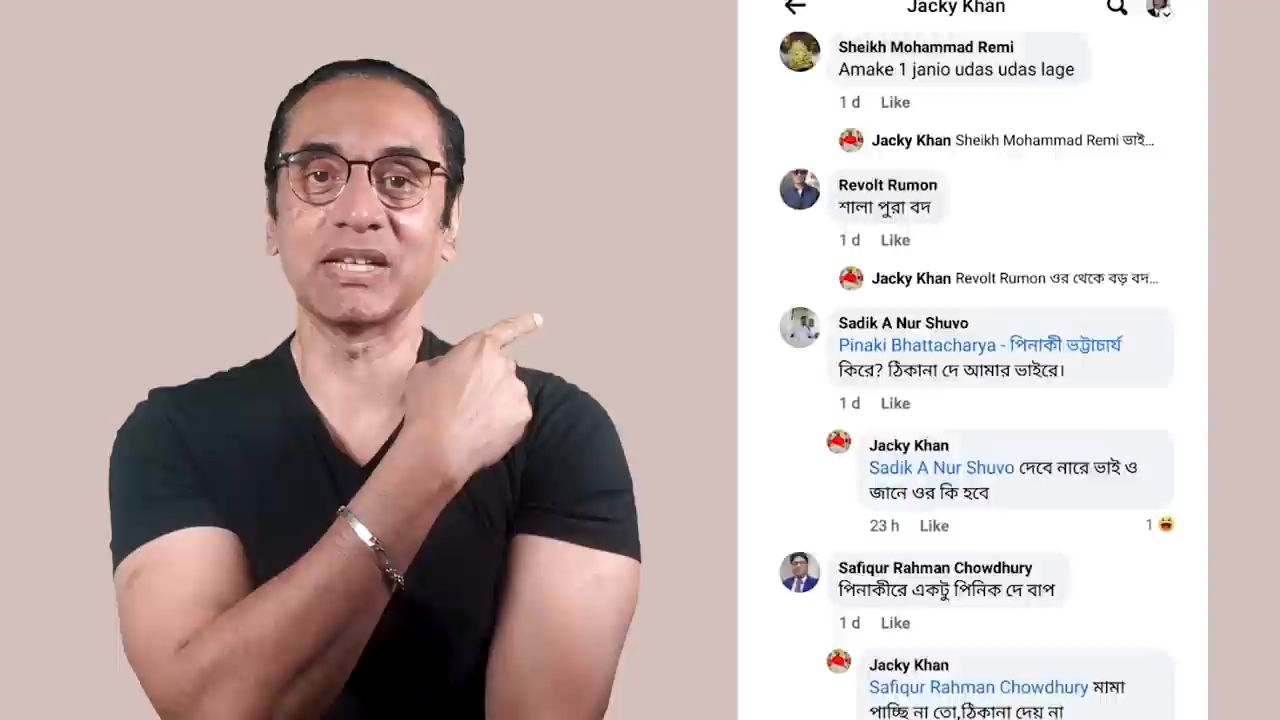 Jacky Khan
Sheikh Mohammad Remi
Amake 1 janio udas udas lage
1 d Like
Jacky Khan Sheikh Mohammad Remi ভাই...
Revolt Rumon
শালা পুরা বদ
1 d Like
Jacky Khan Revolt Rumon ওর থেকে বড় বদ...
Sadik A Nur Shuvo
Pinaki Bhattacharya - পিনাকী ভট্টাচার্য
কিরে? ঠিকানা দে আমার ভাইরে।
1 d Like
Jacky Khan
Sadik A Nur Shuvo দেবে নারে ভাই ও
জানে ওর কি হবে
23 h Like 1
Safiqur Rahman Chowdhury
পিনাকীরে একটু পিনিক দে বাপ
1 d Like
Jacky Khan
Safiqur Rahman Chowdhury মামা
পাচ্ছি না তো,ঠিকানা দেয় না